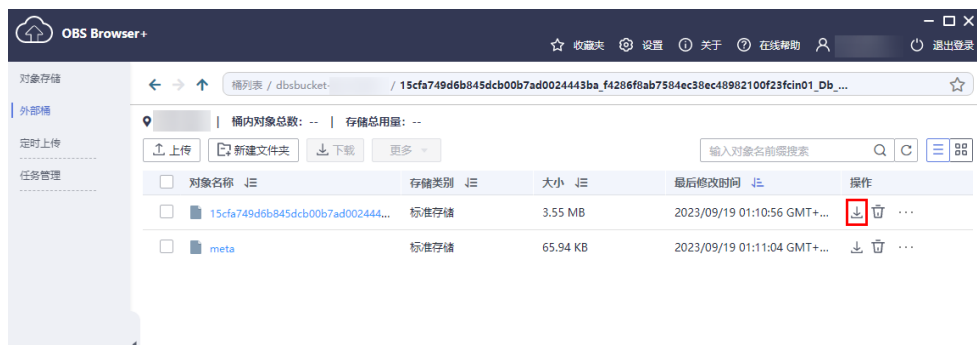 OBS Browser+
收藏夹 设置 关于 在线帮助 退出登录
对象存储
外部桶
定时上传
任务管理
桶列表 / dbsbucket- / 15cfa749d6b845dcb00b7ad0024443ba_f4286f8ab7584ec38ec48982100f23fcin01_Db_...
| 桶内对象总数: -- | 存储总用量: --
上传 新建文件夹 下载 更多 输入对象名前缀搜索
对象名称 存储类别 大小 最后修改时间 操作
15cfa749d6b845dcb00b7ad002444... 标准存储 3.55 MB 2023/09/19 01:10:56 GMT+... ...
meta 标准存储 65.94 KB 2023/09/19 01:11:04 GMT+... ...